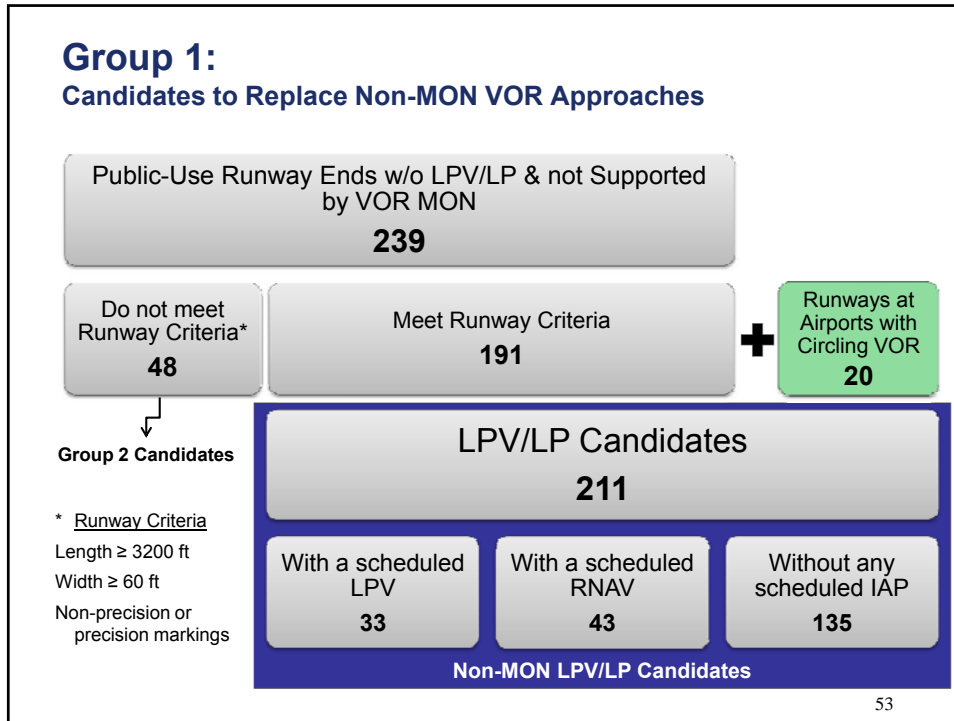 Group 1:
Candidates to Replace Non-MON VOR Approaches
Public-Use Runway Ends w/o LPV/LP & not Supported
by VOR MON
239
Do not meet
Runway Criteria*
48
Meet Runway Criteria
191
Runways at
Airports with
Circling VOR
20
Group 2 Candidates
* Runway Criteria
Length ≥ 3200 ft
Width ≥ 60 ft
Non-precision or
precision markings
LPV/LP Candidates
211
With a scheduled
LPV
33
With a scheduled
RNAV
43
Without any
scheduled IAP
135
Non-MON LPV/LP Candidates
53